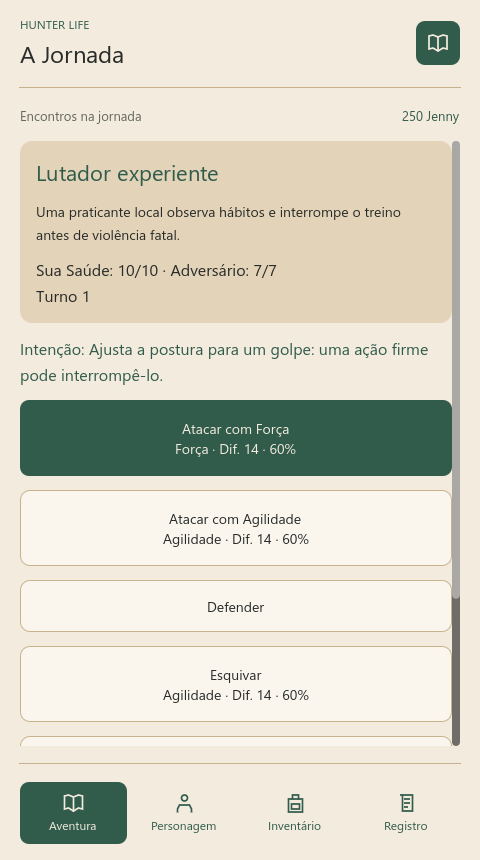 HUNTER LIFE
A Jornada
Encontros na jornada
250 Jenny
Lutador experiente
Uma praticante local observa hábitos e interrompe o treino
antes de violência fatal.
Sua Saúde: 10/10 · Adversário: 7/7
Turno 1
Intenção: Ajusta a postura para um golpe: uma ação firme
pode interrompê-lo.
Atacar com Força
Força · Dif. 14 · 60%
Atacar com Agilidade
Agilidade · Dif. 14 · 60%
Defender
Esquivar
Agilidade · Dif. 14 · 60%
Aventura
Personagem
Inventário
Registro